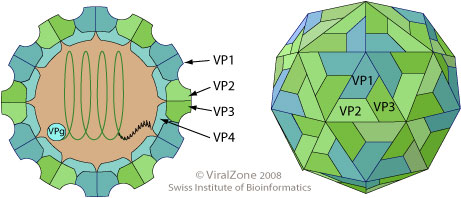 VP1
VP2
VP3
VP4
VPg
VP1
VP2
VP3
© ViralZone 2008
Swiss Institute of Bioinformatics